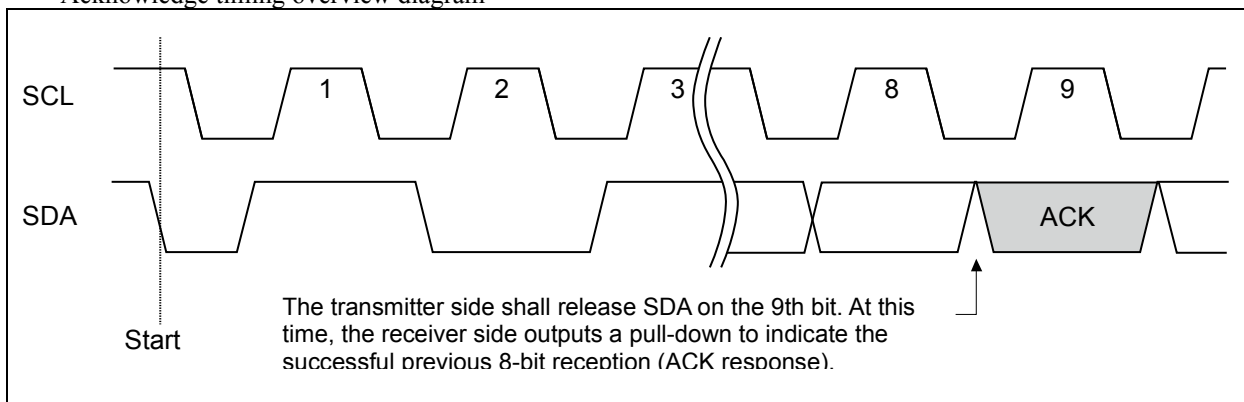 Acknowledge timing overview diagram
SCL
1
2
3
8
9
SDA
ACK
The transmitter side shall release SDA on the 9th bit. At this
time, the receiver side outputs a pull-down to indicate the
successful previous 8-bit reception (ACK response).
Start